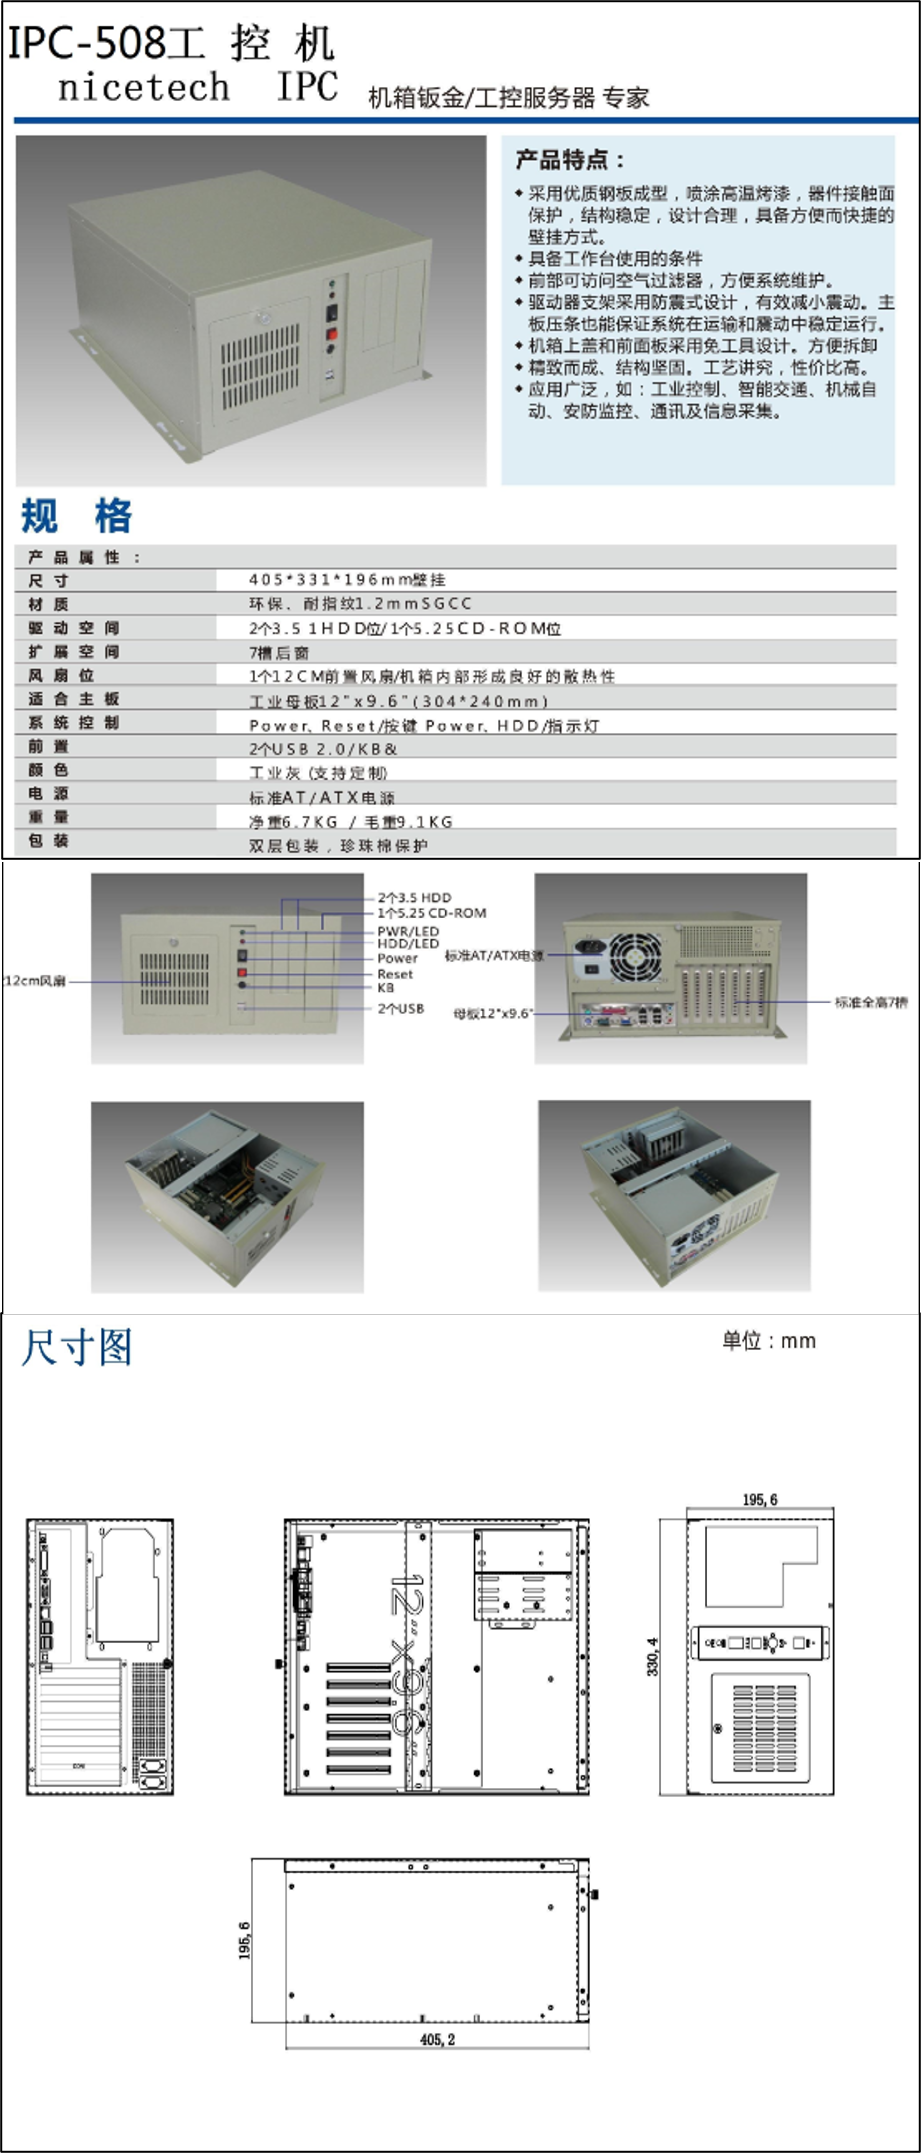 IPC-508工 控 机
nicetech IPC
机箱钣金/工控服务器 专家
产品特点：
◆ 采用优质钢板成型，喷涂高温烤漆，器件接触面
保护，结构稳定，设计合理，具备方便而快捷的
壁挂方式。
◆ 具备工作台使用的条件
◆ 前部可访问空气过滤器，方便系统维护。
◆ 驱动器支架采用防震式设计，有效减小震动。主
板压条也能保证系统在运输和震动中稳定运行。
◆ 机箱上盖和前面板采用免工具设计。方便拆卸
◆ 精致而成、结构坚固。工艺讲究，性价比高。
◆ 应用广泛，如：工业控制、智能交通、机械自
动、安防监控、通讯及信息采集。
规 格
产品属性：
尺寸 405*331*196mm壁挂
材质 环保、耐指纹1.2mmSGCC
驱动空间 2个3.5 1HDD位/1个5.25CD-ROM位
扩展空间 7槽后窗
风扇位 1个12CM前置风扇/机箱内部形成良好的散热性
适合主板 工业母板12"x9.6"(304*240mm)
系统控制 Power、Reset/按键 Power、HDD/指示灯
前置 2个USB 2.0/KB&
颜色 工业灰 (支持定制)
电源 标准AT/ATX电源
重量 净重6.7KG / 毛重9.1KG
包装 双层包装，珍珠棉保护
2个3.5 HDD
1个5.25 CD-ROM
PWR/LED
HDD/LED
Power
Reset
KB
2个USB
12cm风扇
标准AT/ATX电源
母板12"x9.6"
标准全高7槽
尺寸图
单位：mm
12"x9.6"
195,6
330,4
195,6
405,2